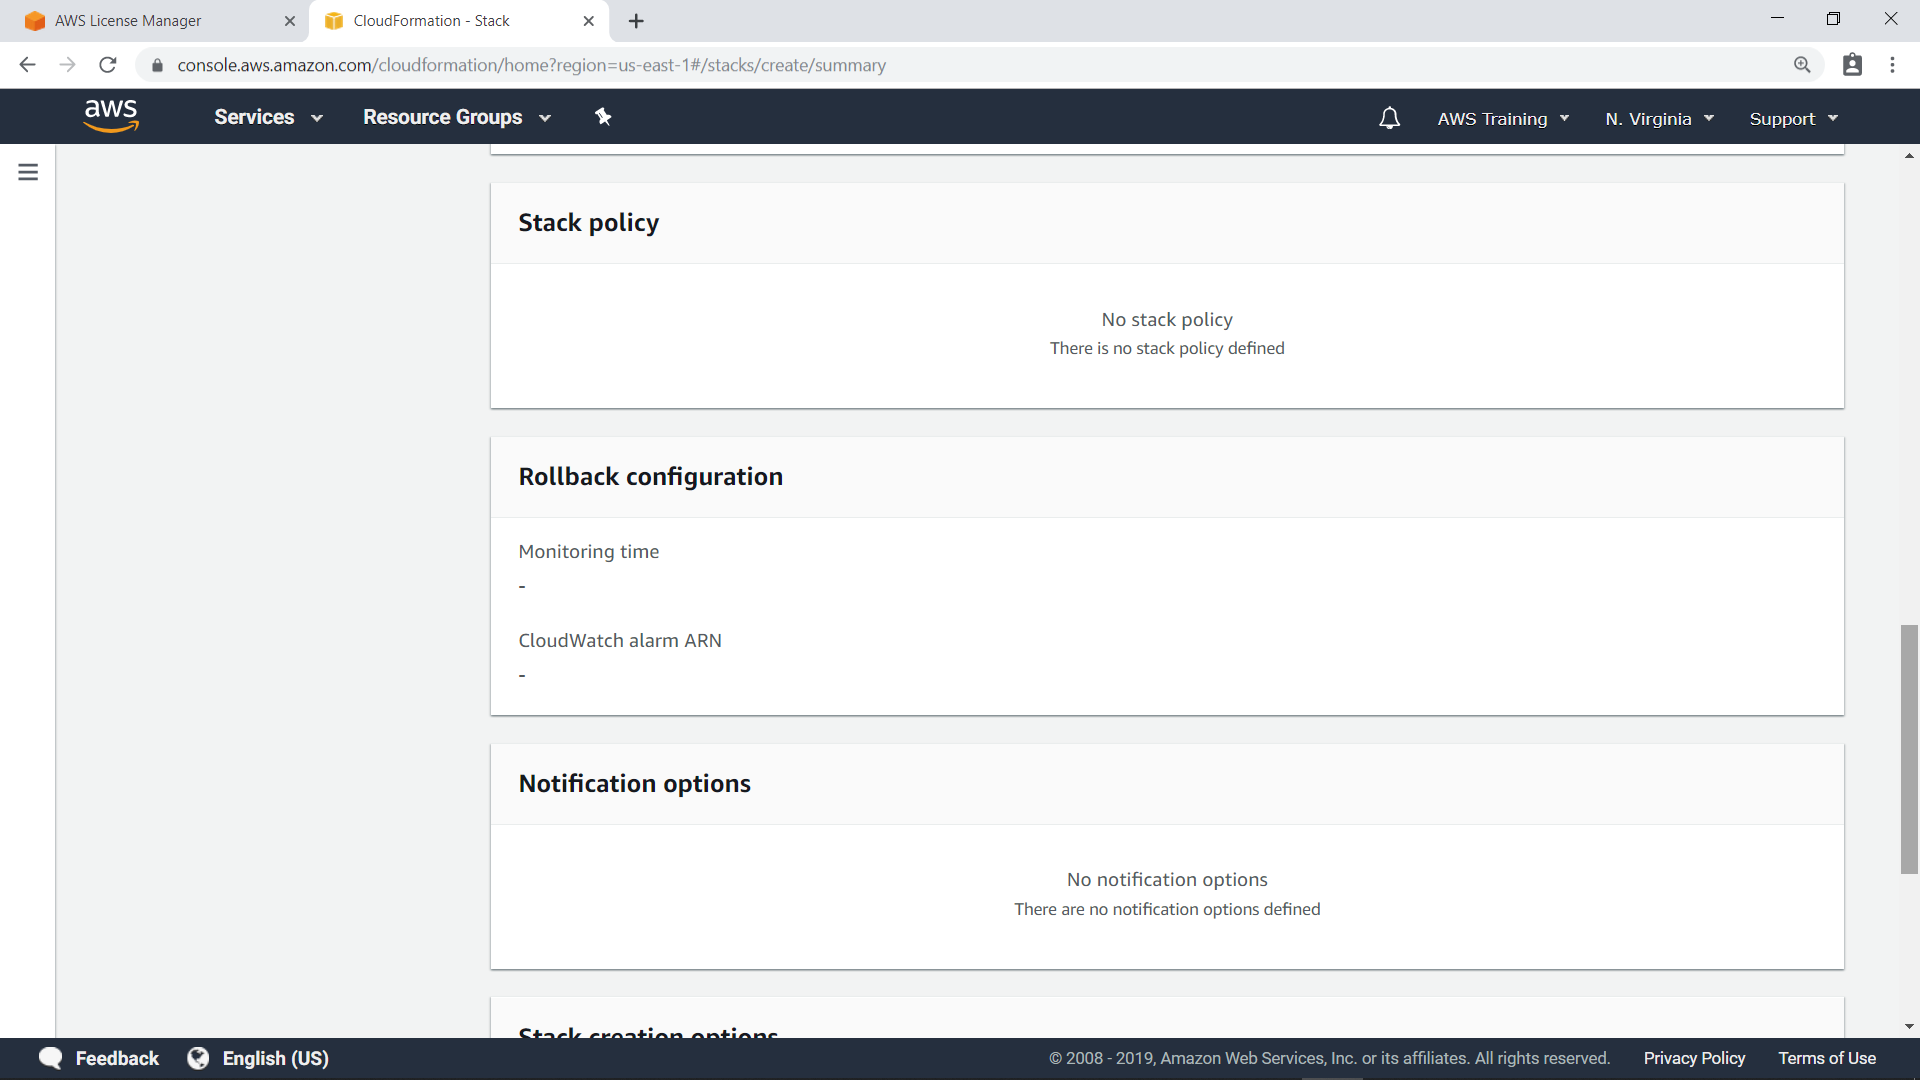 AWS License Manager
CloudFormation - Stack
console.aws.amazon.com/cloudformation/home?region=us-east-1#/stacks/create/summary
aws
Services
Resource Groups
AWS Training
N. Virginia
Support
Stack policy
No stack policy
There is no stack policy defined
Rollback configuration
Monitoring time
-
CloudWatch alarm ARN
-
Notification options
No notification options
There are no notification options defined
Stack creation options
Feedback
English (US)
© 2008 - 2019, Amazon Web Services, Inc. or its affiliates. All rights reserved.
Privacy Policy
Terms of Use